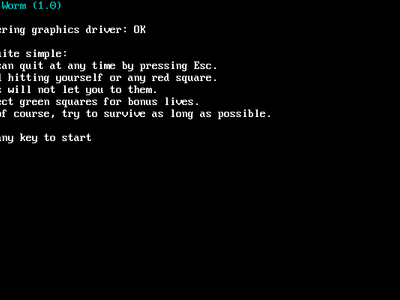 Worm (1.0)
ering graphics driver: OK
ite simple:
can quit at any time by pressing Esc.
hitting yourself or any red square.
will not let you to them.
ect green squares for bonus lives.
of course, try to survive as long as possible.
any key to start